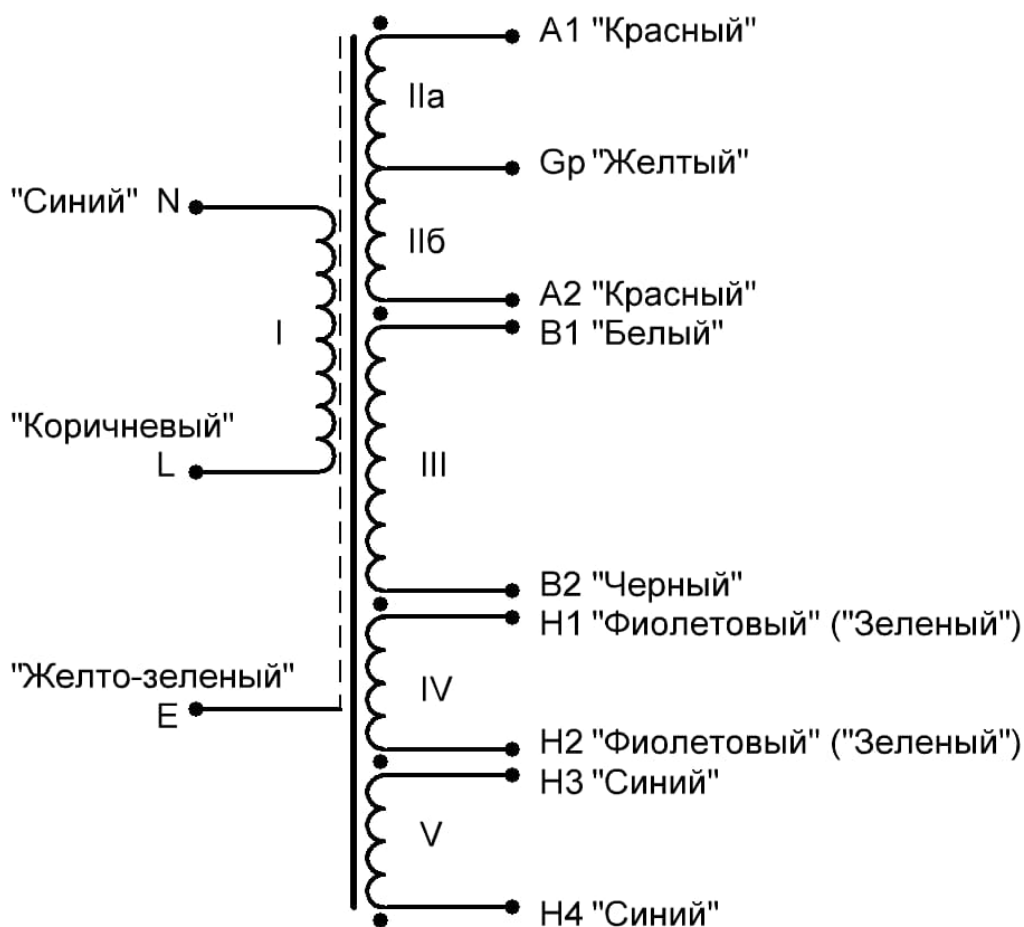 A1 "Красный"
IIа
Gp "Желтый"
"Синий" N
IIб
A2 "Красный"
B1 "Белый"
I
"Коричневый"
L
III
B2 "Черный"
H1 "Фиолетовый" ("Зеленый")
"Желто-зеленый"
E
IV
H2 "Фиолетовый" ("Зеленый")
H3 "Синий"
V
H4 "Синий"